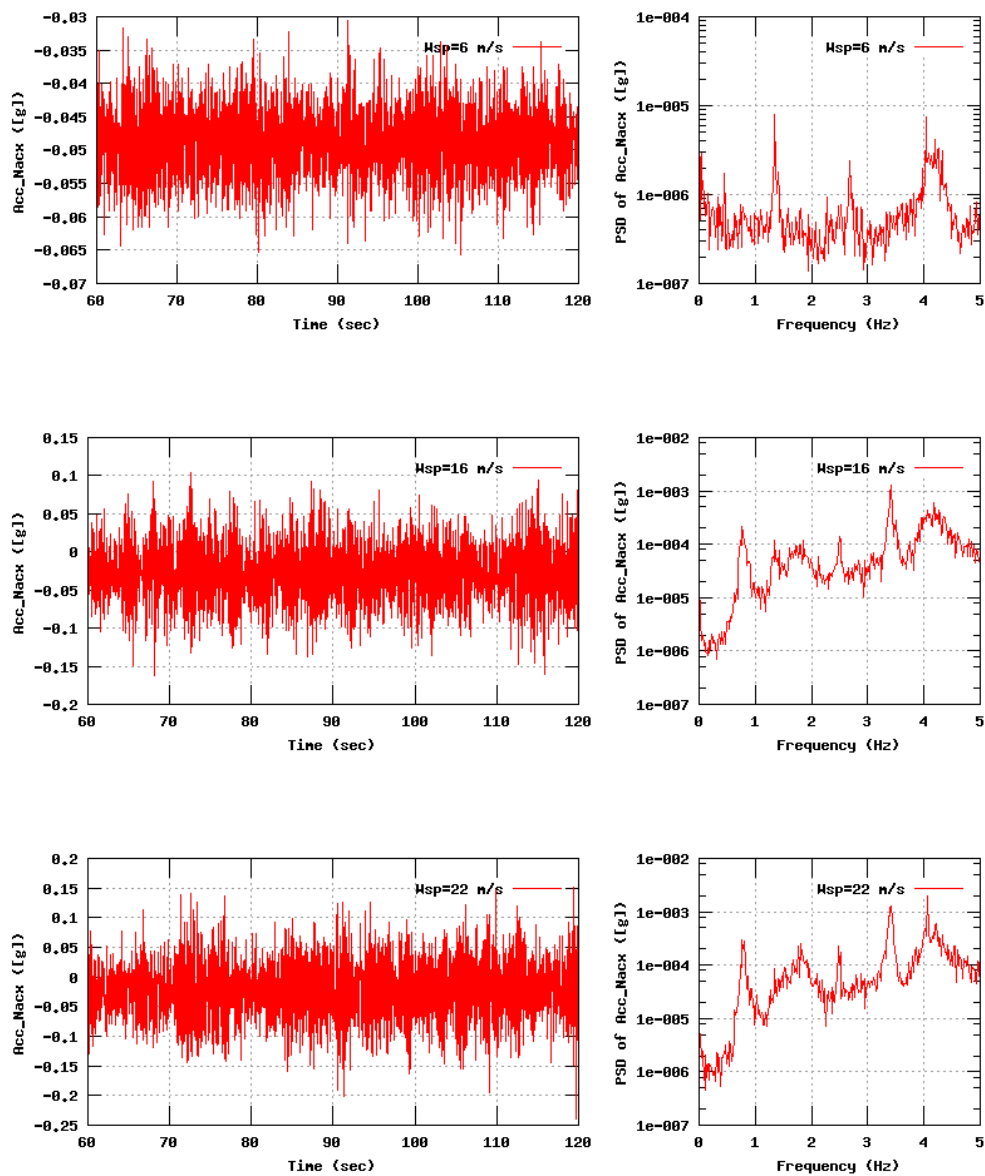 Acc_Nacx ([g]
-0.03
-0.035
-0.04
-0.045
-0.05
-0.055
-0.06
-0.065
-0.07
Wsp=6 m/s
60 70 80 90 100 110 120
Time (sec)
PSD of Acc_Nacx ([g]
1e-004
1e-005
1e-006
1e-007
Wsp=6 m/s
0 1 2 3 4 5
Frequency (Hz)
Acc_Nacx ([g]
0.15
0.1
0.05
0
-0.05
-0.1
-0.15
-0.2
Wsp=16 m/s
60 70 80 90 100 110 120
Time (sec)
PSD of Acc_Nacx ([g]
1e-002
1e-003
1e-004
1e-005
1e-006
1e-007
Wsp=16 m/s
0 1 2 3 4 5
Frequency (Hz)
Acc_Nacx ([g]
0.2
0.15
0.1
0.05
0
-0.05
-0.1
-0.15
-0.2
-0.25
Wsp=22 m/s
60 70 80 90 100 110 120
Time (sec)
PSD of Acc_Nacx ([g]
1e-002
1e-003
1e-004
1e-005
1e-006
1e-007
Wsp=22 m/s
0 1 2 3 4 5
Frequency (Hz)